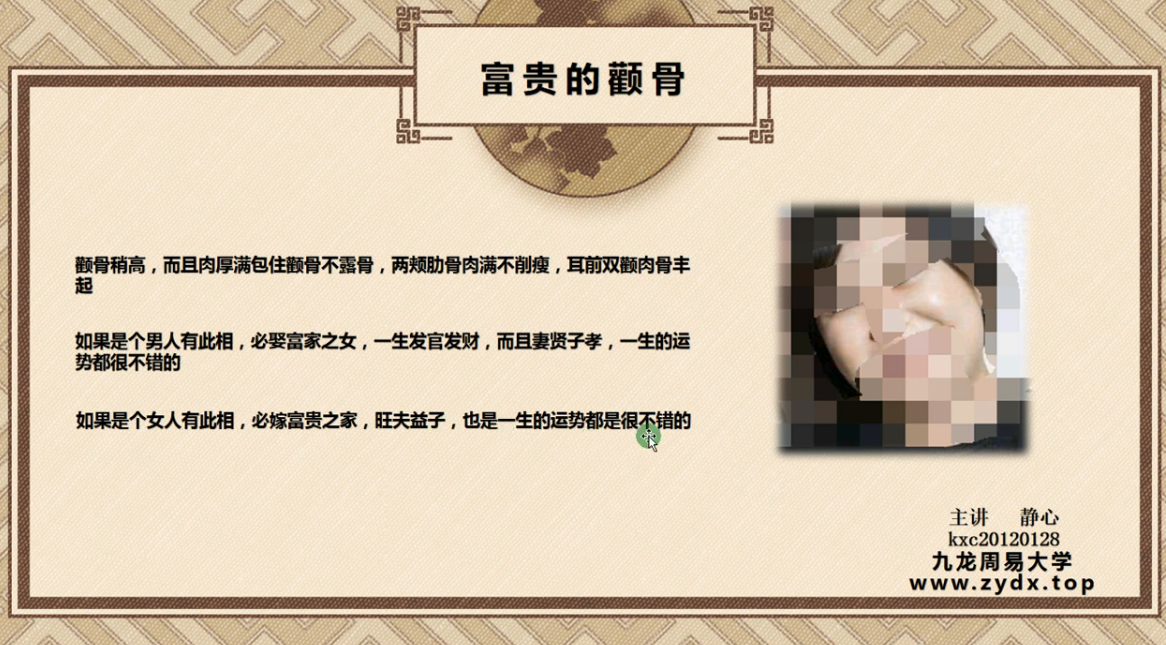 富贵的颧骨
颧骨稍高，而且肉厚满包住颧骨不露骨，两颊肋骨肉满不削瘦，耳前双颧肉骨丰
起
如果是个男人有此相，必娶富家之女，一生发官发财，而且妻贤子孝，一生的运
势都很不错的
如果是个女人有此相，必嫁富贵之家，旺夫益子，也是一生的运势都是很不错的
主讲 静心
kxc20120128
九龙周易大学
www.zydx.top